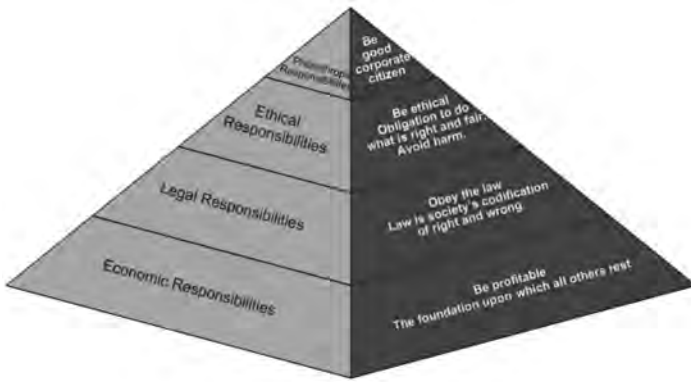 Philanthropic
Responsibilities
Be
good
corporate
citizen
Ethical
Responsibilities
Be ethical
Obligation to do
what is right and fair.
Avoid harm.
Legal Responsibilities
Obey the law
Law is society's codification
of right and wrong
Economic Responsibilities
Be profitable
The foundation upon which all others rest